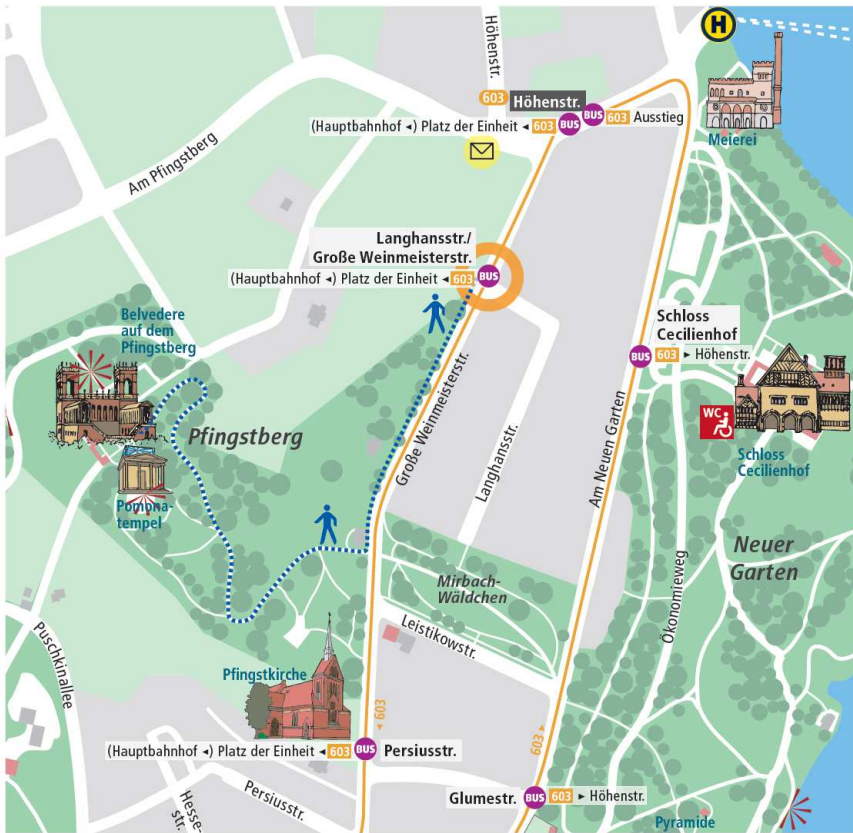 Höhenstr.
H
603
Höhenstr.
(Hauptbahnhof ◄) Platz der Einheit ◄ 603 BUS
BUS 603 Ausstieg
Meierei
Am Pfingstberg
Langhansstr./
Große Weinmeisterstr.
(Hauptbahnhof ◄) Platz der Einheit ◄ 603 BUS
Belvedere
auf dem
Pfingstberg
Schloss
Cecilienhof
BUS 603 ► Höhenstr.
WC
Pfingstberg
Große Weinmeisterstr.
Langhansstr.
Am Neuen Garten
Schloss
Cecilienhof
Pomona-
tempel
Neuer
Garten
Mirbach-
Wäldchen
Ökonomieweg
Leistikowstr.
Puschkinallee
Pfingstkirche
603 ►
603 ►
(Hauptbahnhof ◄) Platz der Einheit ◄ 603 BUS Persiusstr.
Persiusstr.
Hesse-
str.
Glumestr. BUS 603 ► Höhenstr.
Pyramide